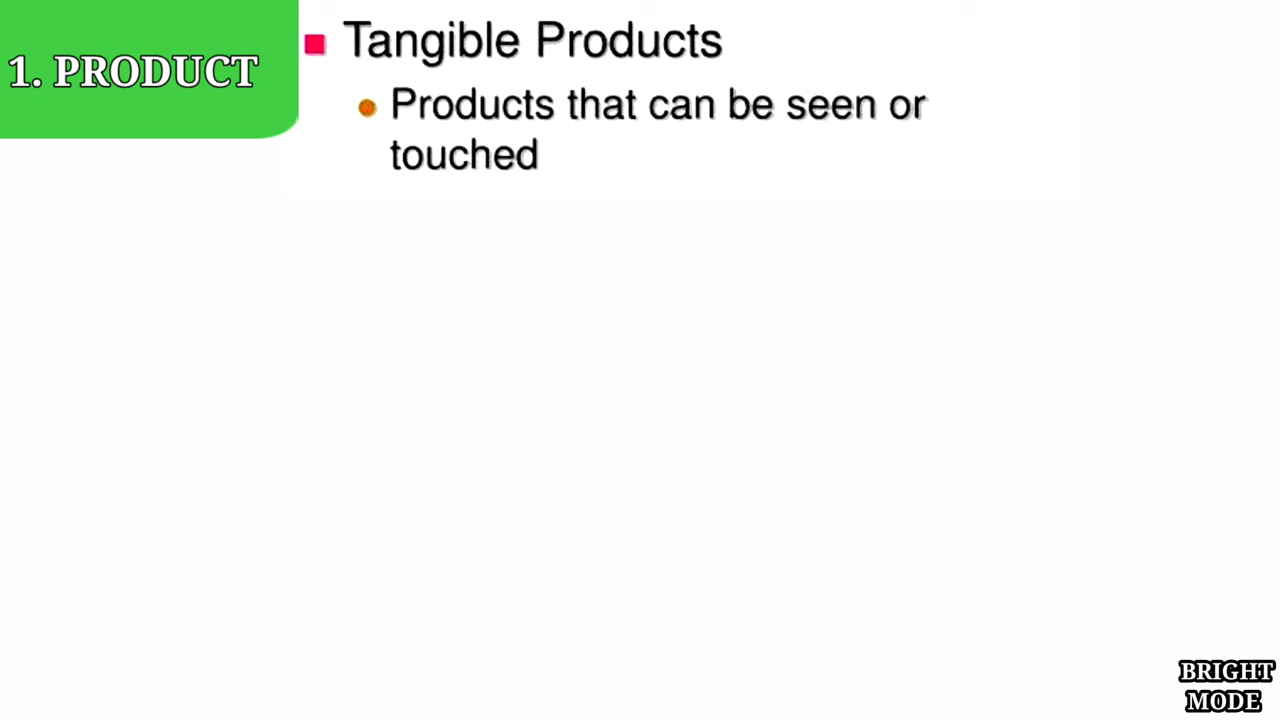 1. PRODUCT
Tangible Products
Products that can be seen or
touched
BRIGHT
MODE